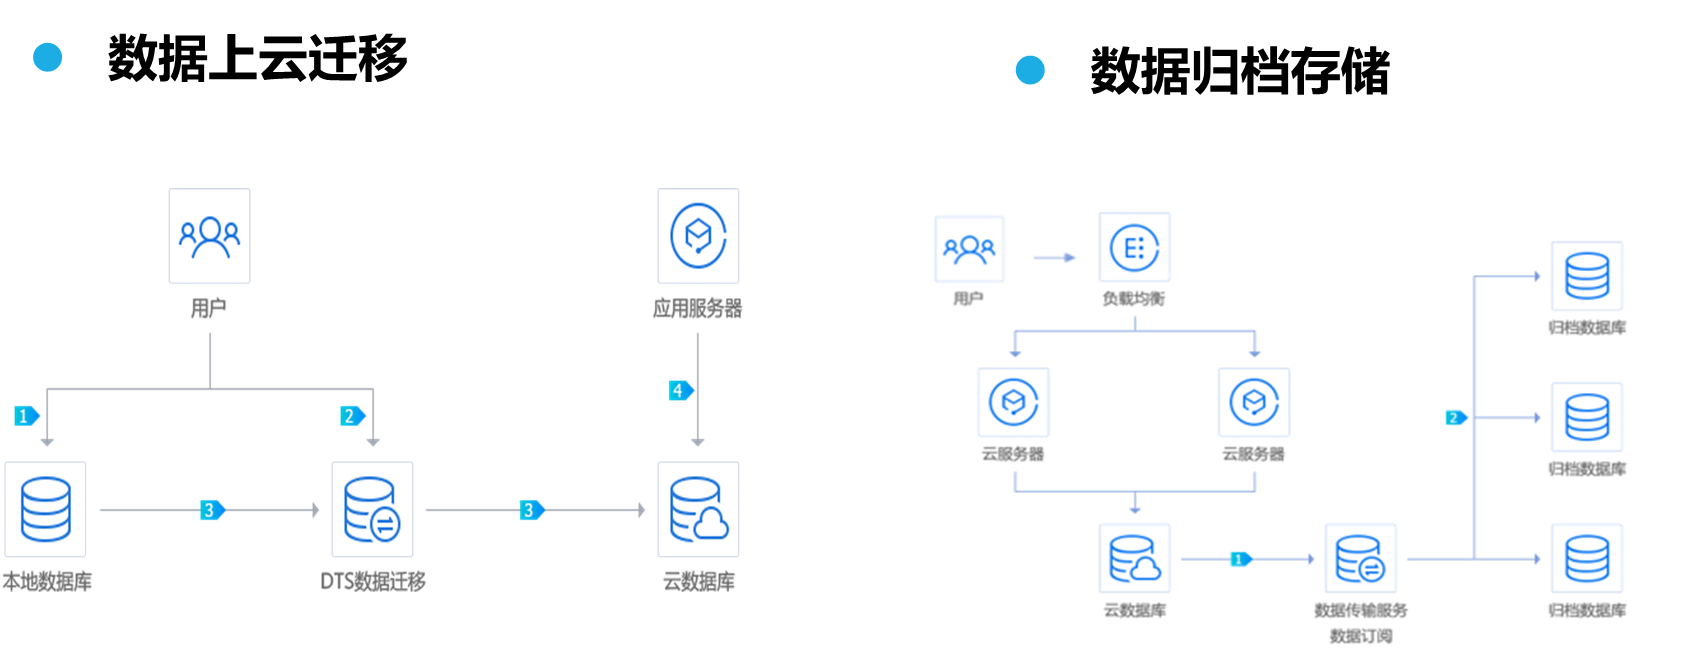 数据上云迁移
用户
应用服务器
1
2
4
3
3
本地数据库
DTS数据迁移
云数据库
数据归档存储
用户
负载均衡
归档数据库
云服务器
云服务器
2
归档数据库
1
云数据库
数据传输服务
数据订阅
归档数据库